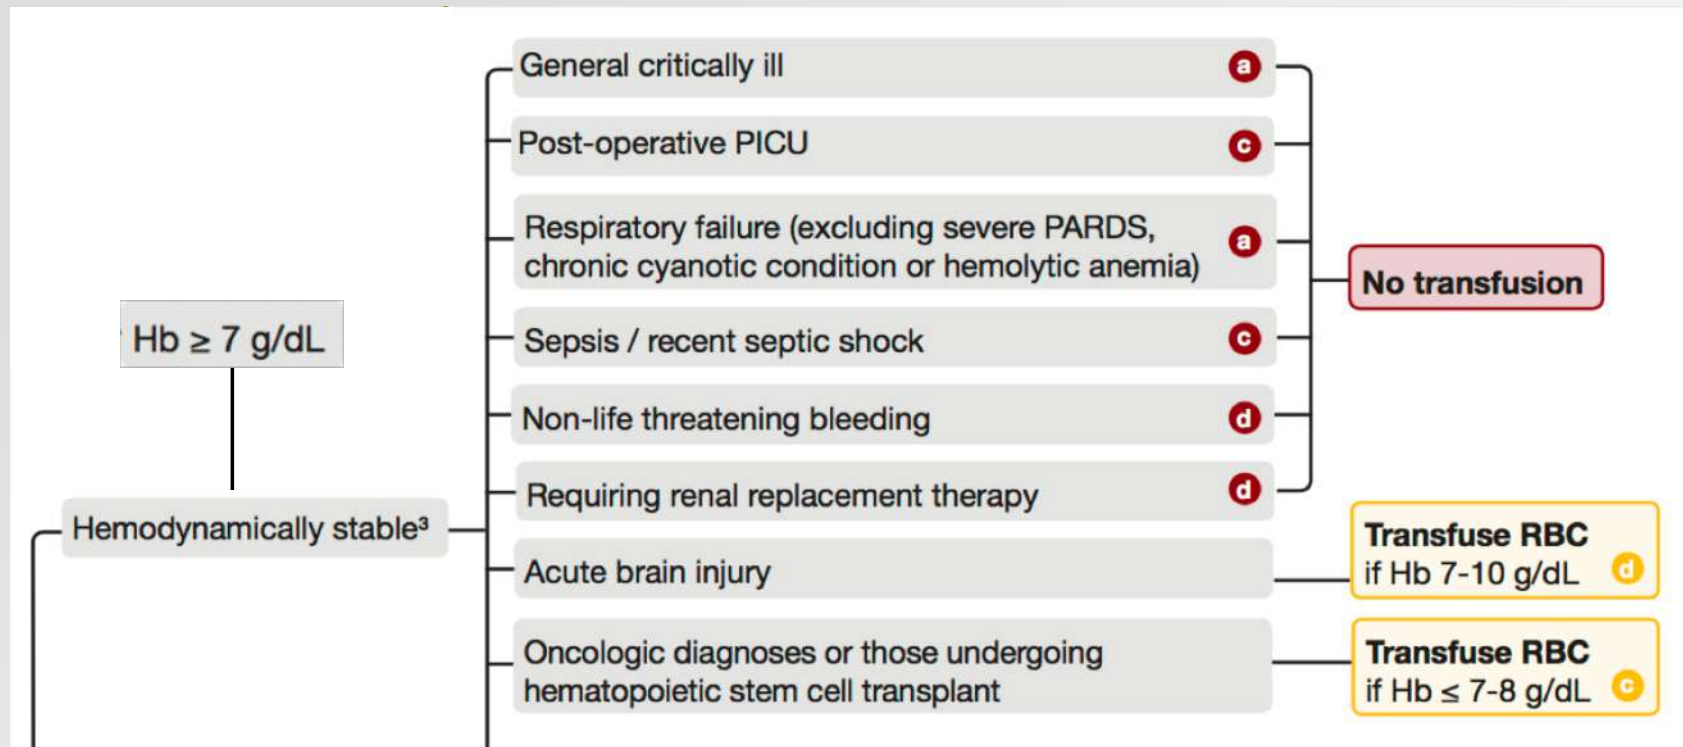 General critically ill a
Post-operative PICU c
Respiratory failure (excluding severe PARDS,
chronic cyanotic condition or hemolytic anemia) a
No transfusion
Hb ≥ 7 g/dL
Sepsis / recent septic shock c
Non-life threatening bleeding d
Requiring renal replacement therapy d
Hemodynamically stable³
Transfuse RBC
if Hb 7-10 g/dL d
Acute brain injury
Oncologic diagnoses or those undergoing
hematopoietic stem cell transplant
Transfuse RBC
if Hb ≤ 7-8 g/dL c